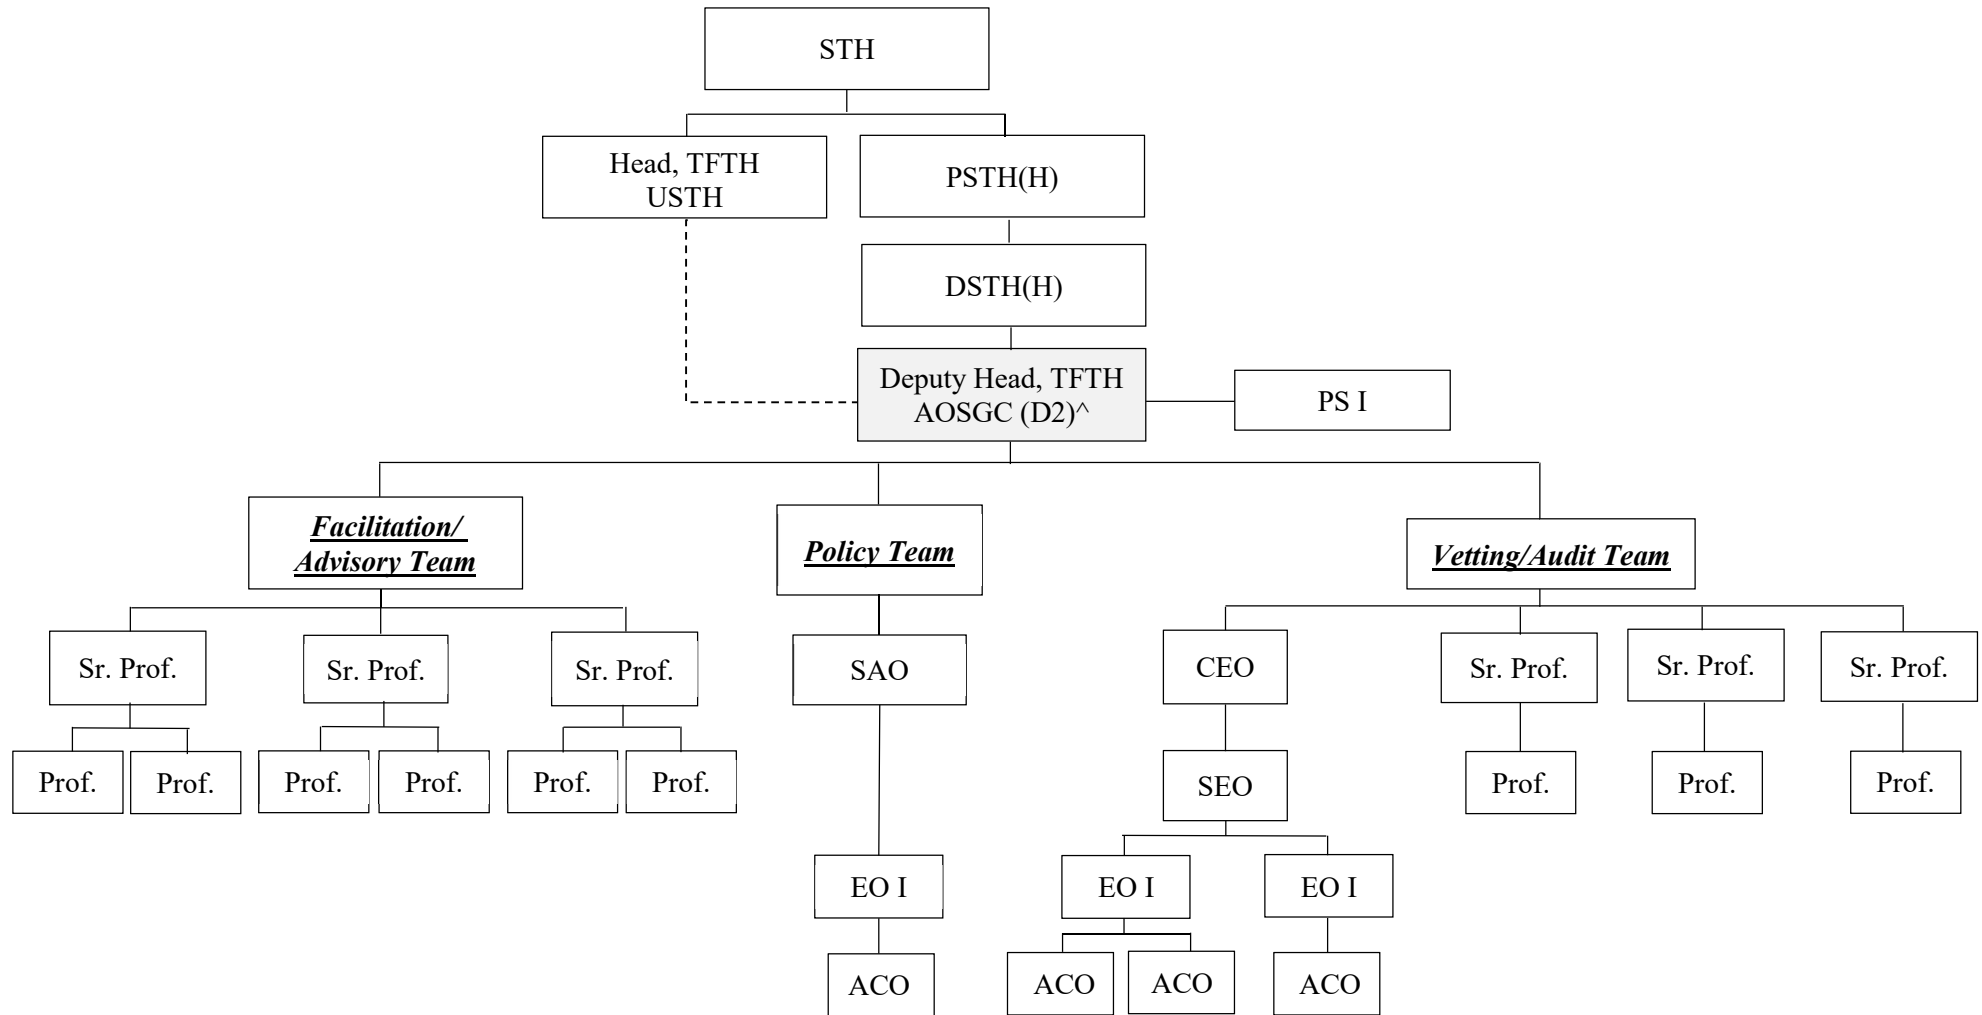 STH
Head, TFTH
USTH
PSTH(H)
DSTH(H)
Deputy Head, TFTH
AOSGC (D2)^
PS I
Facilitation/
Advisory Team
Policy Team
Vetting/Audit Team
Sr. Prof.
Sr. Prof.
Sr. Prof.
SAO
CEO
Sr. Prof.
Sr. Prof.
Sr. Prof.
Prof.
Prof.
Prof.
Prof.
Prof.
Prof.
SEO
Prof.
Prof.
Prof.
EO I
EO I
EO I
ACO
ACO
ACO
ACO